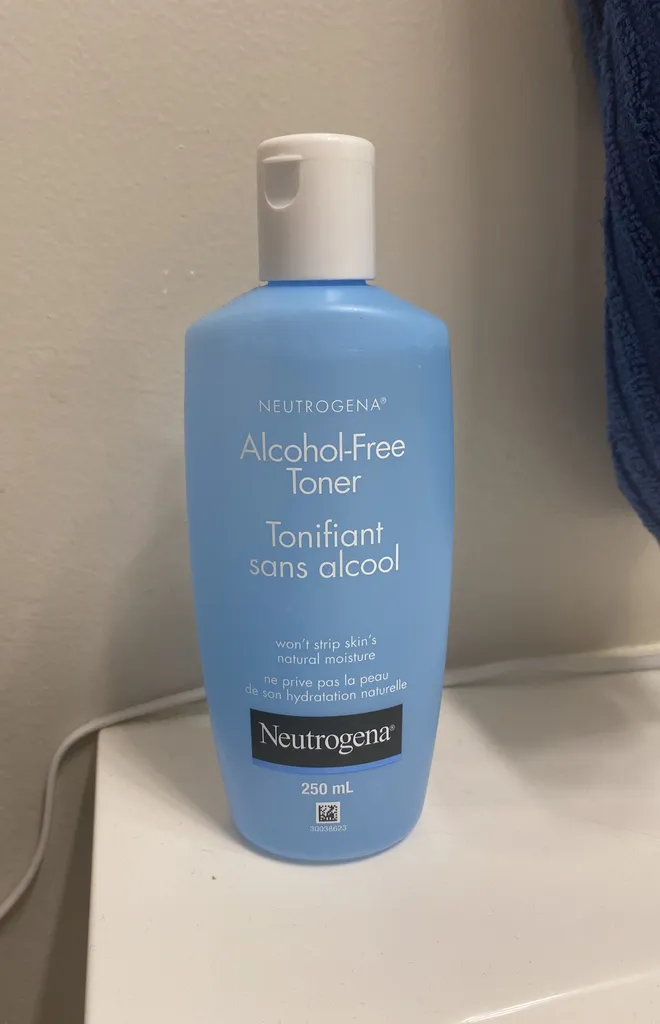 NEUTROGENA®
Alcohol-Free
Toner
Tonifiant
sans alcool
won't strip skin's
natural moisture
ne prive pas la peau
de son hydratation naturelle
Neutrogena®
250 mL
30038623